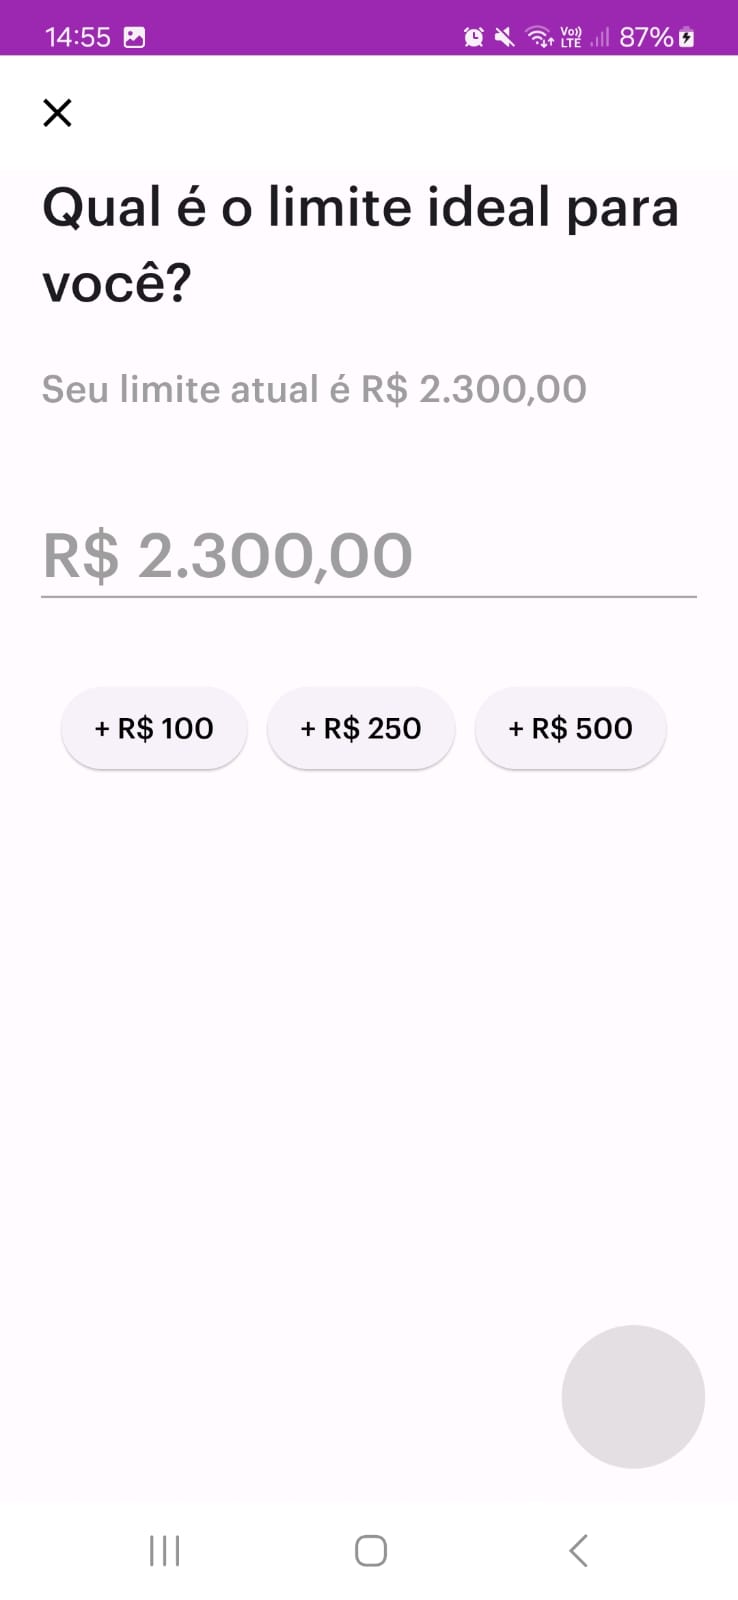 14:55
Vo))
LTE
87%
Qual é o limite ideal para
você?
Seu limite atual é R$ 2.300,00
R$ 2.300,00
+ R$ 100
+ R$ 250
+ R$ 500